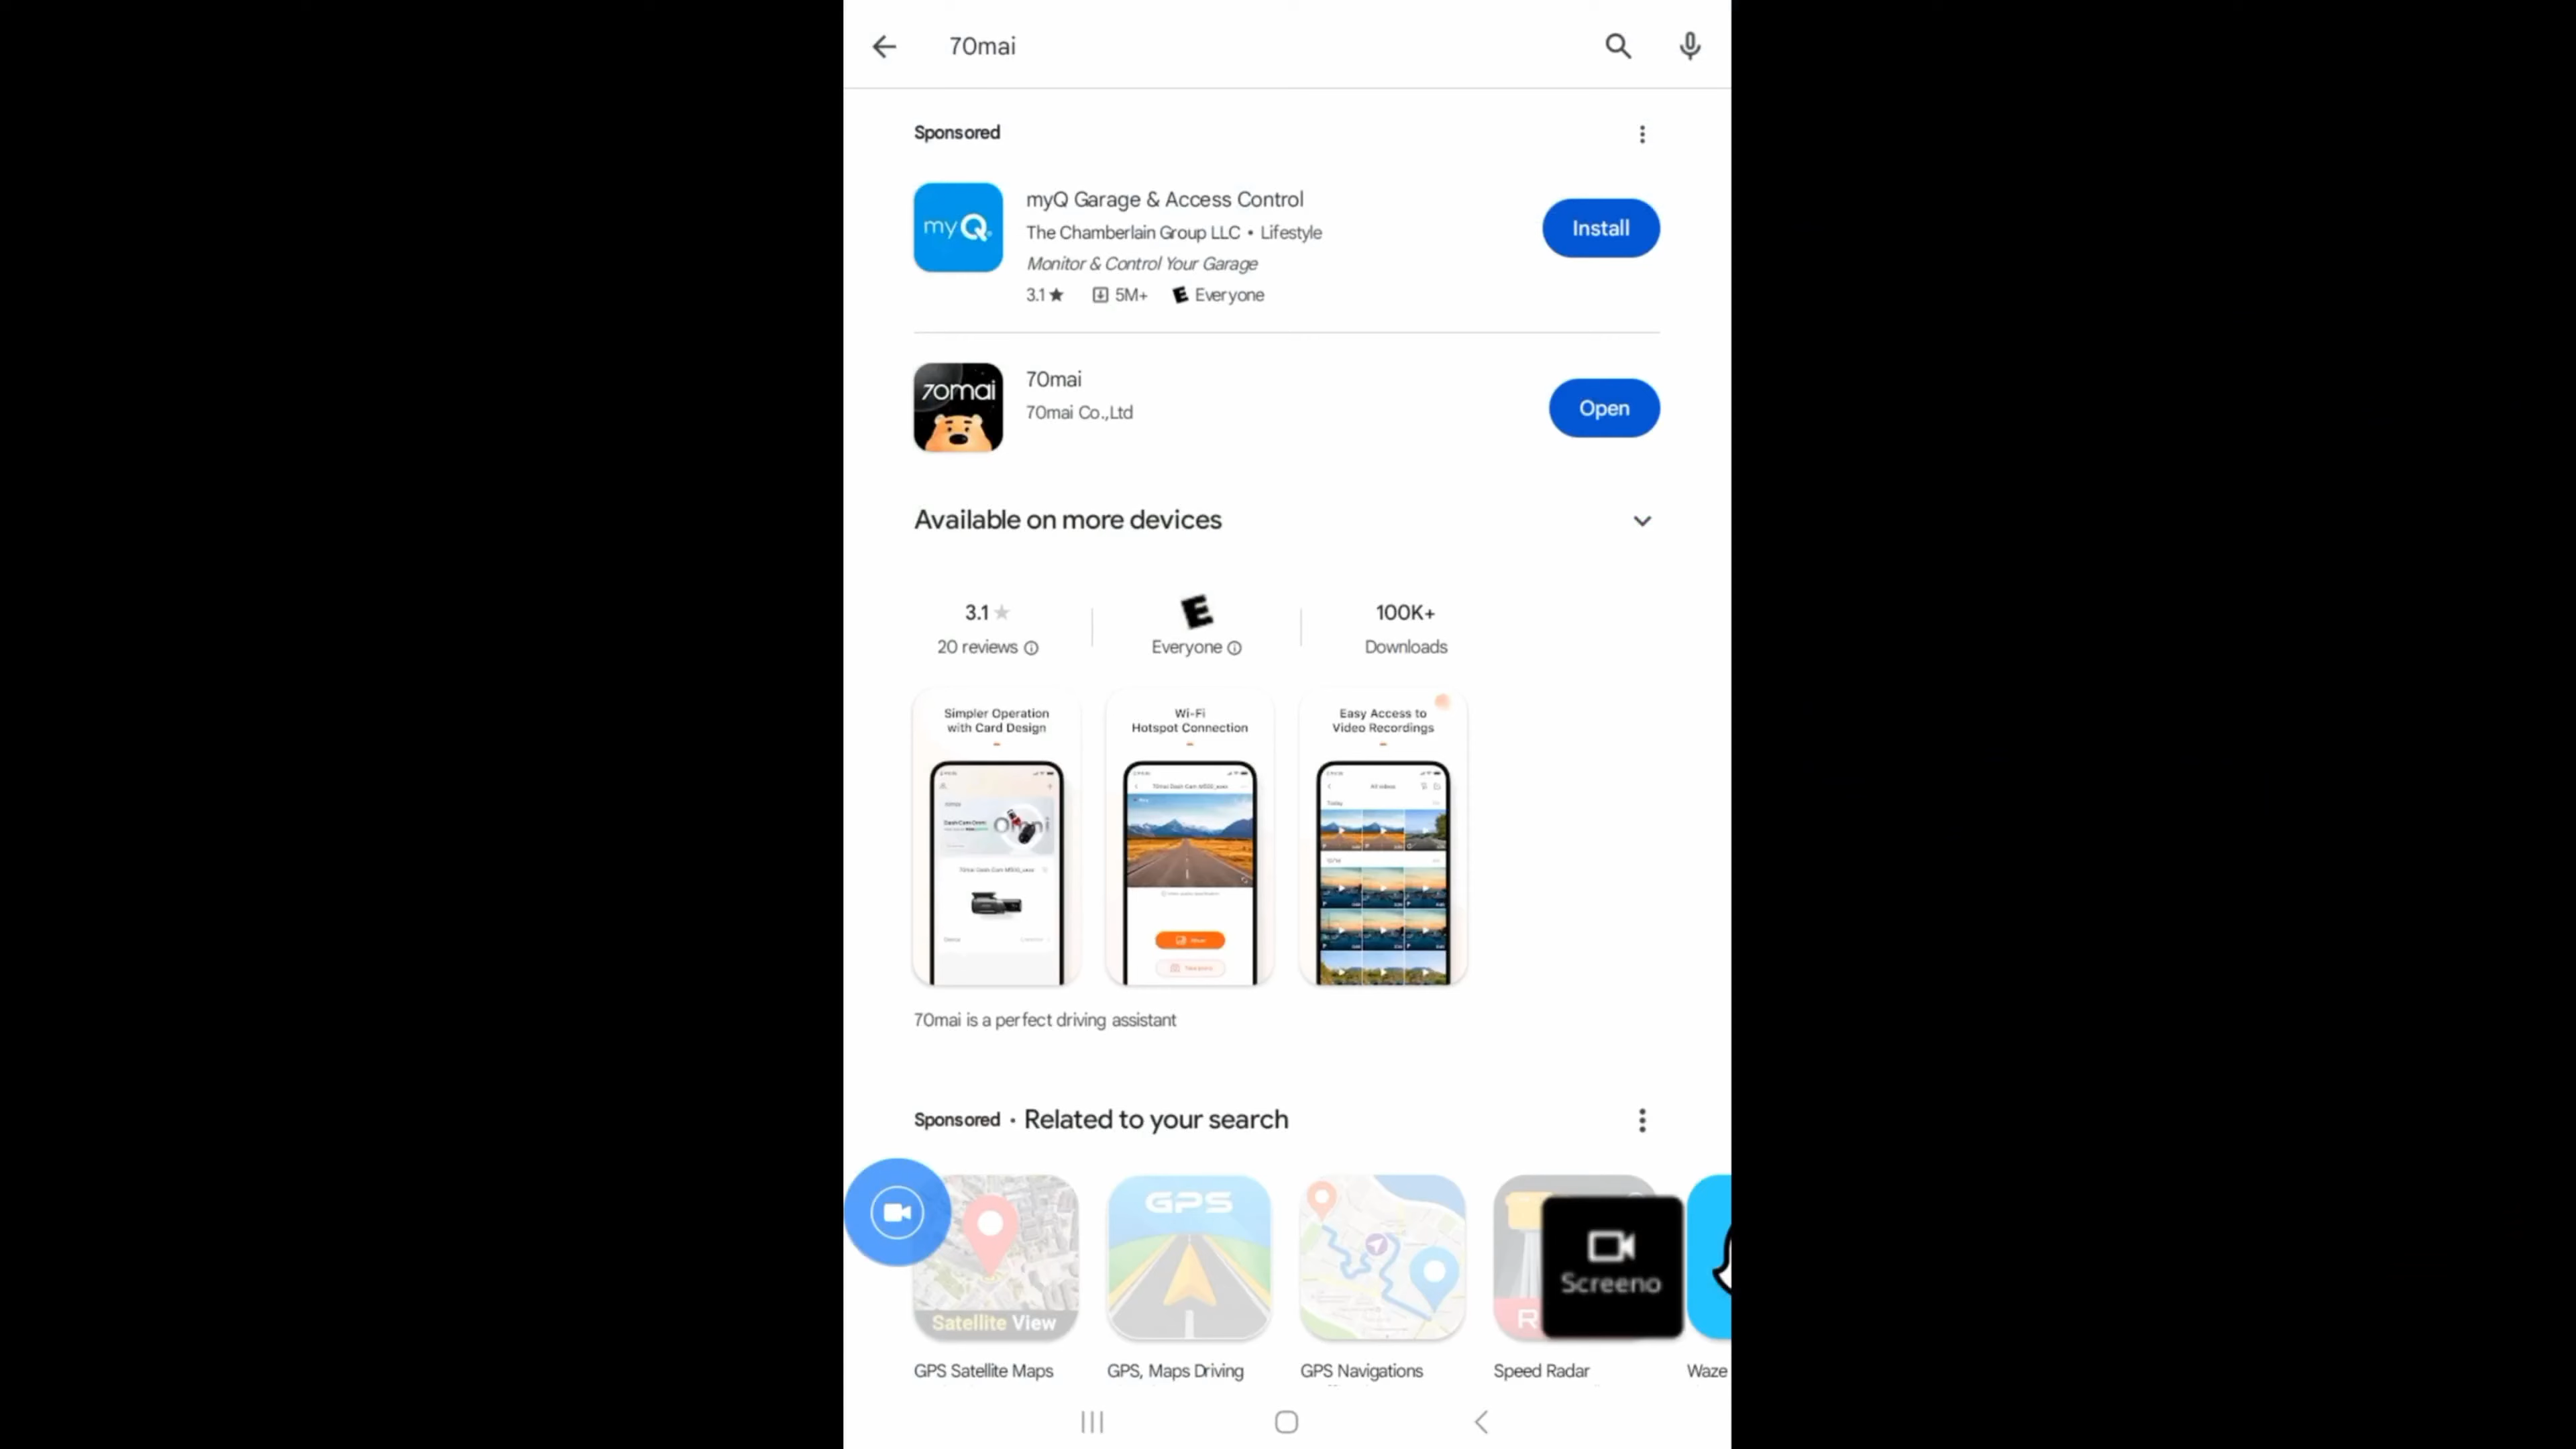 70mai
Sponsored
myQ
myQ Garage & Access Control
The Chamberlain Group LLC • Lifestyle
Monitor & Control Your Garage
3.1★ 5M+ E Everyone
Install
70mai
70mai
70mai Co.,Ltd
Open
Available on more devices
3.1★
20 reviews
E
Everyone
100K+
Downloads
Simpler Operation
with Card Design
Omni
Wi-Fi
Hotspot Connection
Easy Access to
Video Recordings
All videos
Today
70mai is a perfect driving assistant
Sponsored · Related to your search
Satellite View
GPS
R
Screeno
GPS Satellite Maps
GPS, Maps Driving
GPS Navigations
Speed Radar
Waze